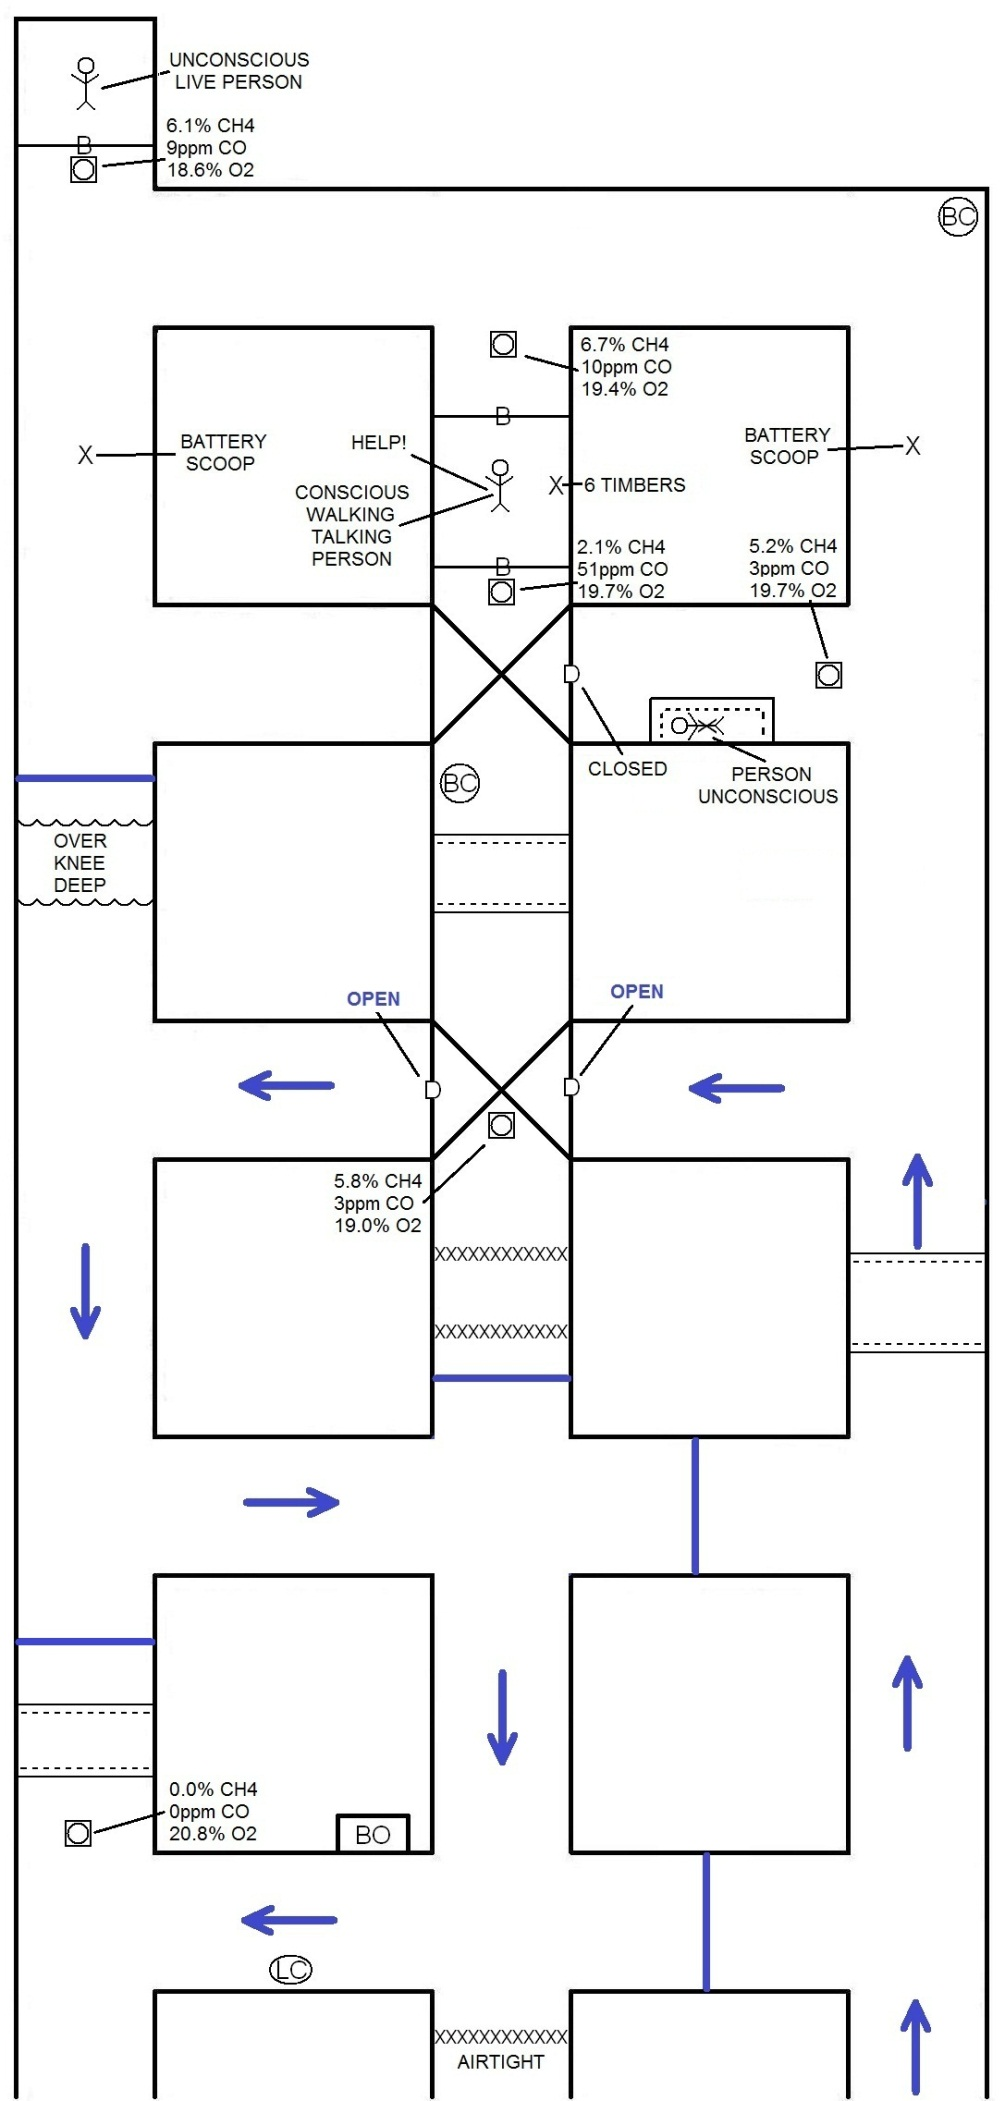 UNCONSCIOUS
LIVE PERSON
6.1% CH4
9ppm CO
18.6% O2
B
BC
6.7% CH4
10ppm CO
19.4% O2
B
HELP!
CONSCIOUS
WALKING
TALKING
PERSON
X
BATTERY
SCOOP
X
6 TIMBERS
BATTERY
SCOOP
X
B
2.1% CH4
51ppm CO
19.7% O2
5.2% CH4
3ppm CO
19.7% O2
D
CLOSED
PERSON
UNCONSCIOUS
BC
OVER
KNEE
DEEP
OPEN
OPEN
D
D
5.8% CH4
3ppm CO
19.0% O2
XXXXXXXXXXXX
XXXXXXXXXXXX
0.0% CH4
0ppm CO
20.8% O2
BO
LC
XXXXXXXXXXXX
AIRTIGHT